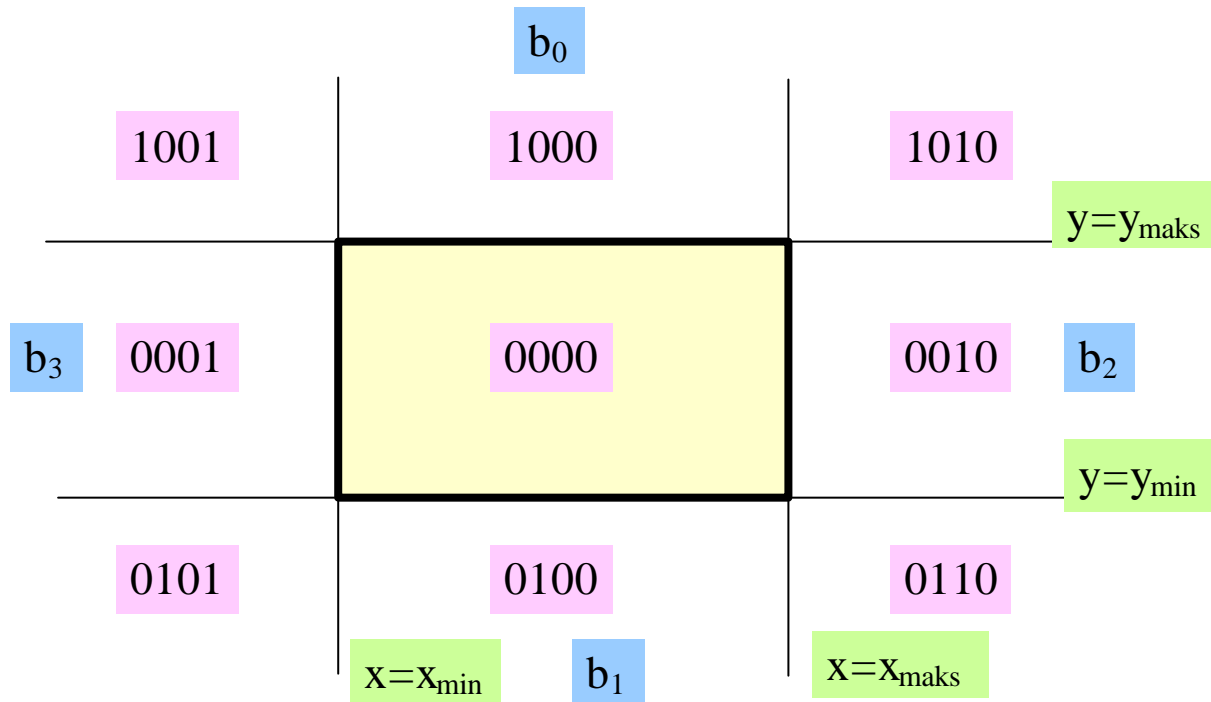 b₀
1001 1000 1010
y=yₘₐₖₛ
b₃ 0001 0000 0010 b₂
y=yₘᵢₙ
0101 0100 0110
x=xₘᵢₙ b₁ x=xₘₐₖₛ